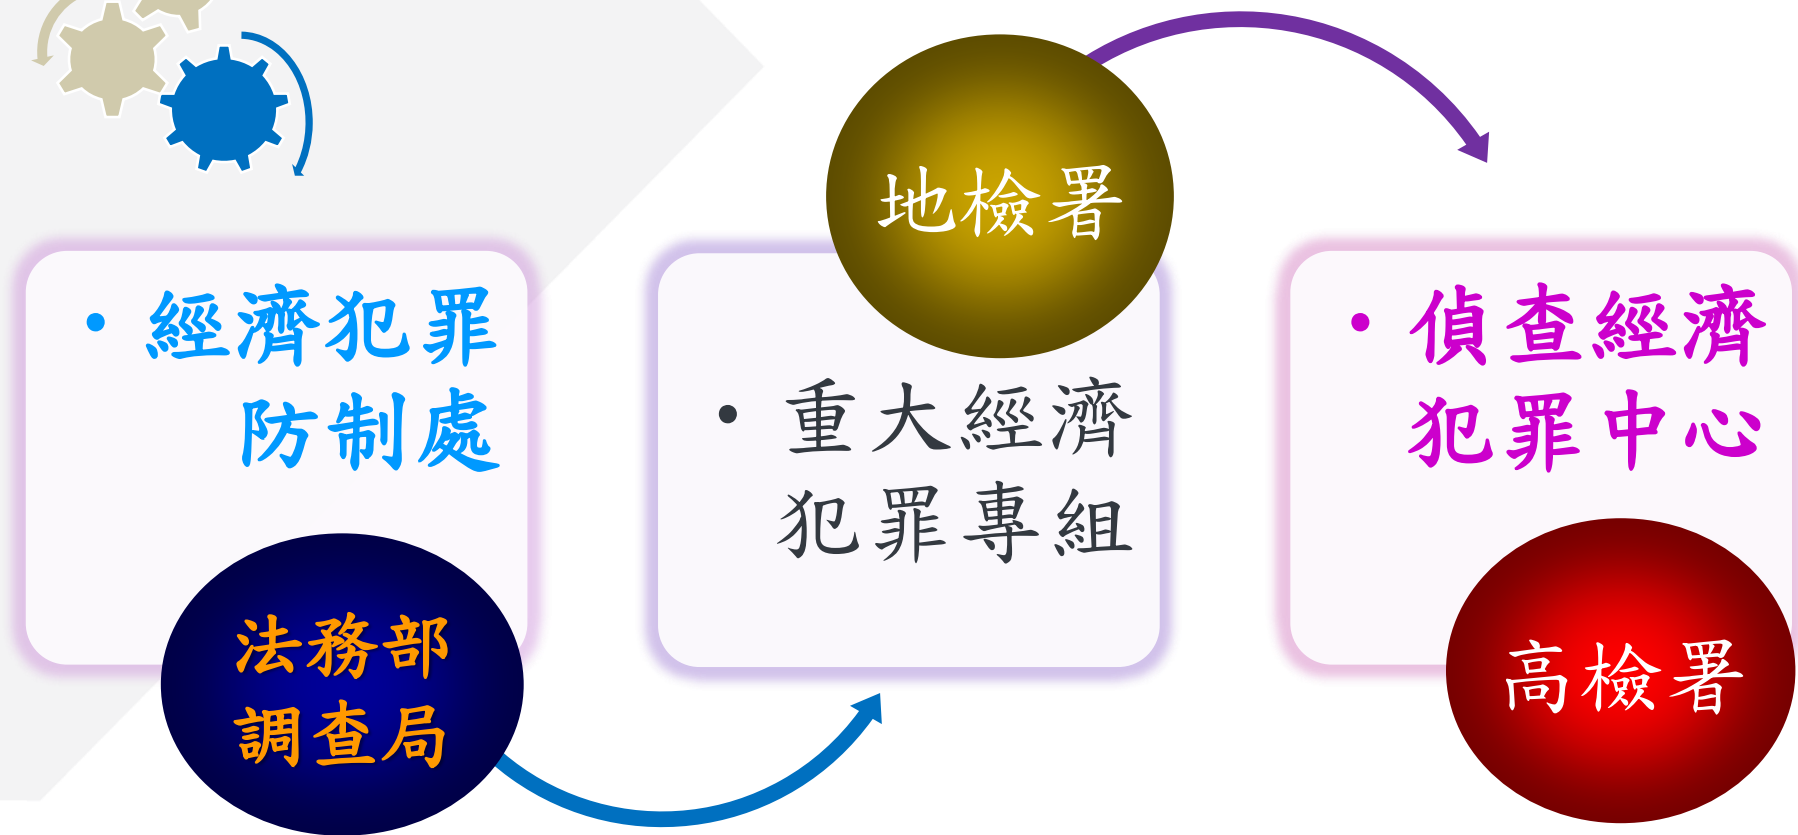 • 經濟犯罪
防制處
法務部
調查局
地檢署
• 重大經濟
犯罪專組
• 偵查經濟
犯罪中心
高檢署